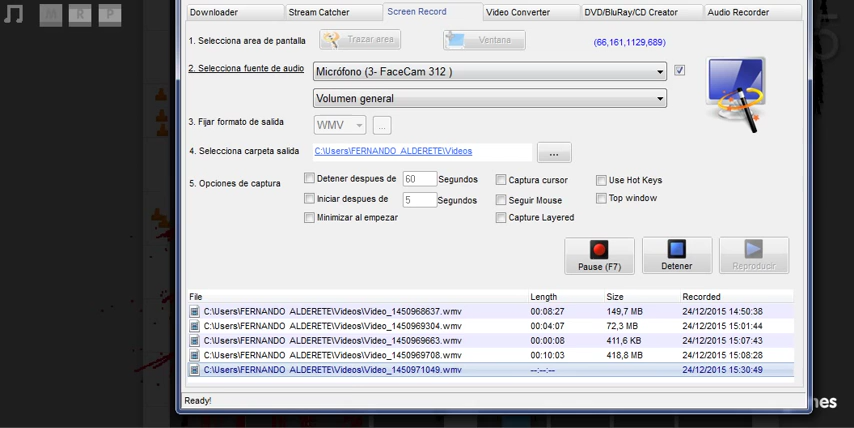 M R P
Downloader Stream Catcher Screen Record Video Converter DVD/BluRay/CD Creator Audio Recorder
1. Selecciona area de pantalla Trazar area Ventana (66,161,1129,689)
2. Selecciona fuente de audio Micrófono (3- FaceCam 312 )
Volumen general
3. Fijar formato de salida WMV ...
4. Selecciona carpeta salida C:\Users\FERNANDO ALDERETE\Videos ...
5. Opciones de captura Detener despues de 60 Segundos Captura cursor Use Hot Keys
Iniciar despues de 5 Segundos Seguir Mouse Top window
Minimizar al empezar Capture Layered
Pause (F7) Detener Reproducir
File Length Size Recorded
C:\Users\FERNANDO ALDERETE\Videos\Video_1450968637.wmv 00:08:27 149,7 MB 24/12/2015 14:50:38
C:\Users\FERNANDO ALDERETE\Videos\Video_1450969304.wmv 00:04:07 72,3 MB 24/12/2015 15:01:44
C:\Users\FERNANDO ALDERETE\Videos\Video_1450969663.wmv 00:00:08 411,6 KB 24/12/2015 15:07:43
C:\Users\FERNANDO ALDERETE\Videos\Video_1450969708.wmv 00:10:03 418,8 MB 24/12/2015 15:08:28
C:\Users\FERNANDO ALDERETE\Videos\Video_1450971049.wmv --:--:-- 24/12/2015 15:30:49
Ready!